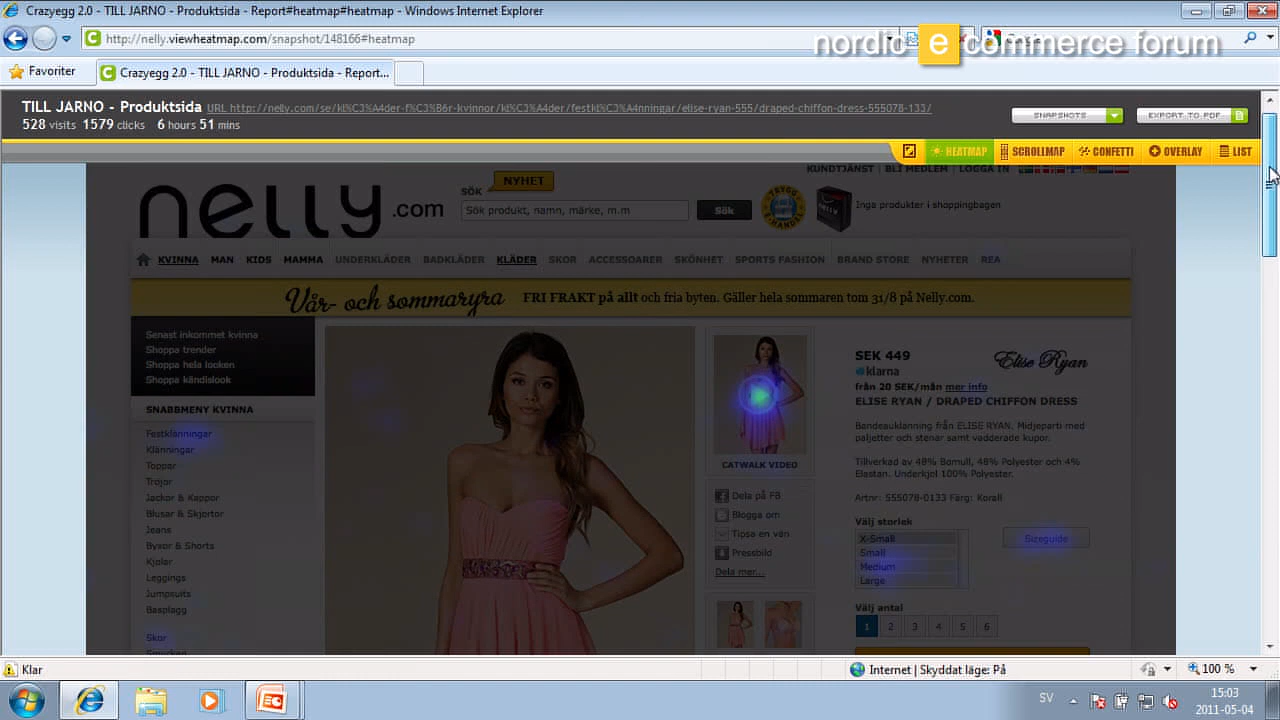 Crazyegg 2.0 - TILL JARNO - Produktsida - Report#heatmap#heatmap - Windows Internet Explorer
http://nelly.viewheatmap.com/snapshot/148166#heatmap
nordic e commerce forum
Favoriter
Crazyegg 2.0 - TILL JARNO - Produktsida - Report...
TILL JARNO - Produktsida URL http://nelly.com/se/kl%C3%A4der-f%C3%B6r-kvinnor/kl%C3%A4der/festkl%C3%A4nningar/elise-ryan-555/draped-chiffon-dress-555078-133/
528 visits 1579 clicks 6 hours 51 mins
SNAPSHOTS
EXPORT TO PDF
HEATMAP SCROLLMAP CONFETTI OVERLAY LIST
KUNDTJÄNST | BLI MEDLEM | LOGGA IN
nelly.com
SÖK NYHET
Sök produkt, namn, märke, m.m
Sök
TRYGG E-HANDEL
Inga produkter i shoppingbagen
KVINNA MAN KIDS MAMMA UNDERKLÄDER BADKLÄDER KLÄDER SKOR ACCESSOARER SKÖNHET SPORTS FASHION BRAND STORE NYHETER REA
Vår- och sommaryra FRI FRAKT på allt och fria byten. Gäller hela sommaren tom 31/8 på Nelly.com.
Senast inkommet kvinna
Shoppa trender
Shoppa hela looken
Shoppa kändislook
SNABBMENY KVINNA
Festklänningar
Klänningar
Toppar
Tröjor
Jackor & Kappor
Blusar & Skjortor
Jeans
Byxor & Shorts
Kjolar
Leggings
Jumpsuits
Basplagg
Skor
CATWALK VIDEO
Dela på FB
Blogga om
Tipsa en vän
Pressbild
Dela mer...
SEK 449
Elise Ryan
klarna
från 20 SEK/mån mer info
ELISE RYAN / DRAPED CHIFFON DRESS
Bandeauklänning från ELISE RYAN. Midjeparti med
paljetter och stenar samt vadderade kupor.
Tillverkad av 48% Bomull, 48% Polyester och 4%
Elastan. Underkjol 100% Polyester.
Artnr: 555078-0133 Färg: Korall
Välj storlek
X-Small
Small
Medium
Large
Sizeguide
Välj antal
1 2 3 4 5 6
Klar
Internet | Skyddat läge: På
100 %
SV
15:03
2011-05-04